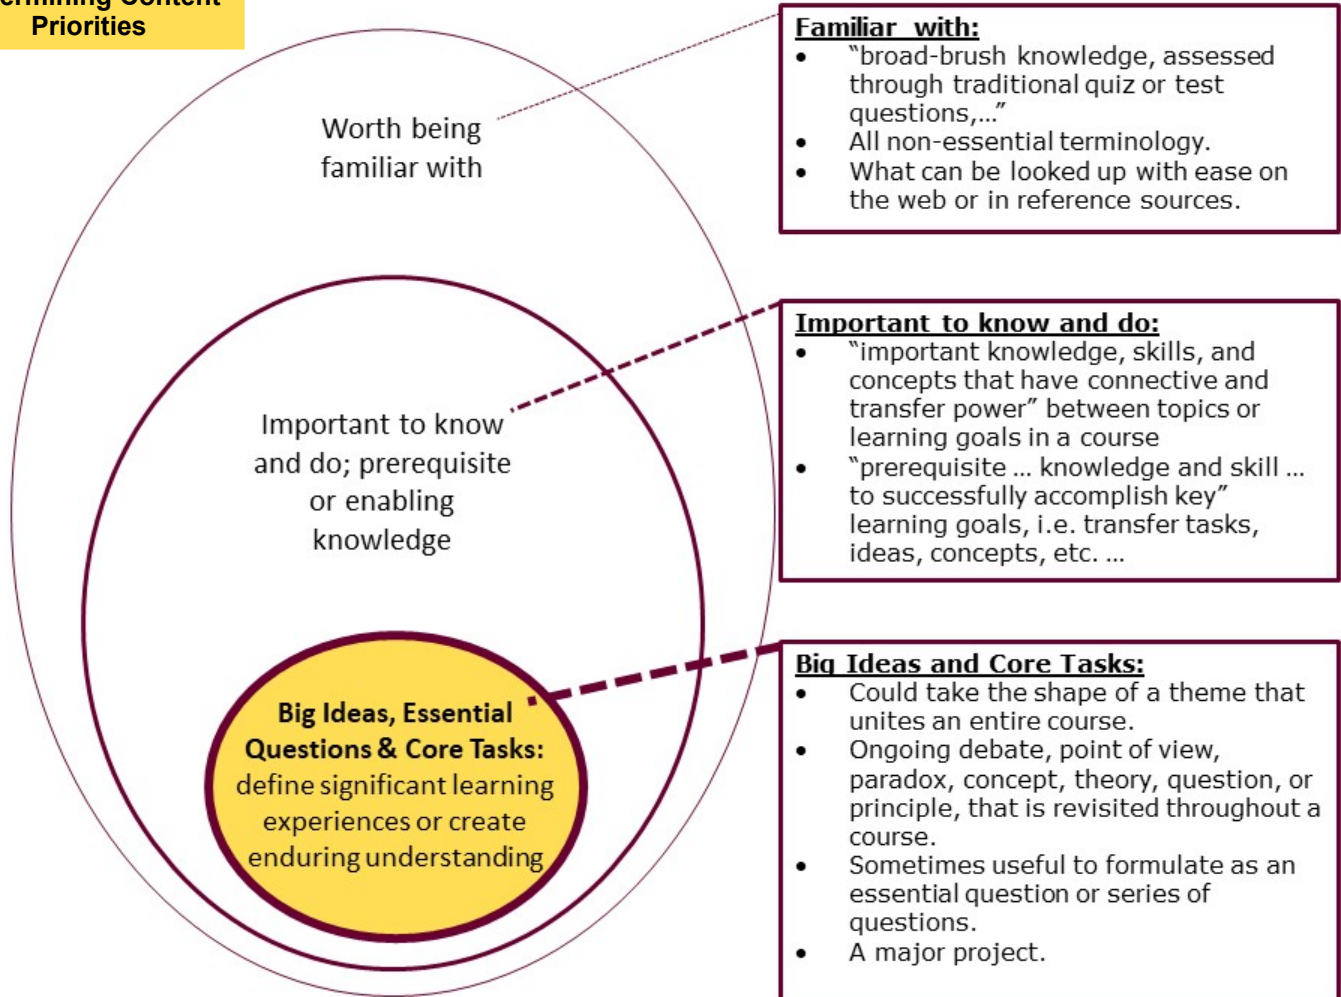 ermining Content
Priorities
Worth being
familiar with
Important to know
and do; prerequisite
or enabling
knowledge
Big Ideas, Essential
Questions & Core Tasks:
define significant learning
experiences or create
enduring understanding
Familiar with:
• “broad-brush knowledge, assessed
through traditional quiz or test
questions,…”
• All non-essential terminology.
• What can be looked up with ease on
the web or in reference sources.
Important to know and do:
• “important knowledge, skills, and
concepts that have connective and
transfer power” between topics or
learning goals in a course
• “prerequisite … knowledge and skill …
to successfully accomplish key”
learning goals, i.e. transfer tasks,
ideas, concepts, etc. …
Big Ideas and Core Tasks:
• Could take the shape of a theme that
unites an entire course.
• Ongoing debate, point of view,
paradox, concept, theory, question, or
principle, that is revisited throughout a
course.
• Sometimes useful to formulate as an
essential question or series of
questions.
• A major project.